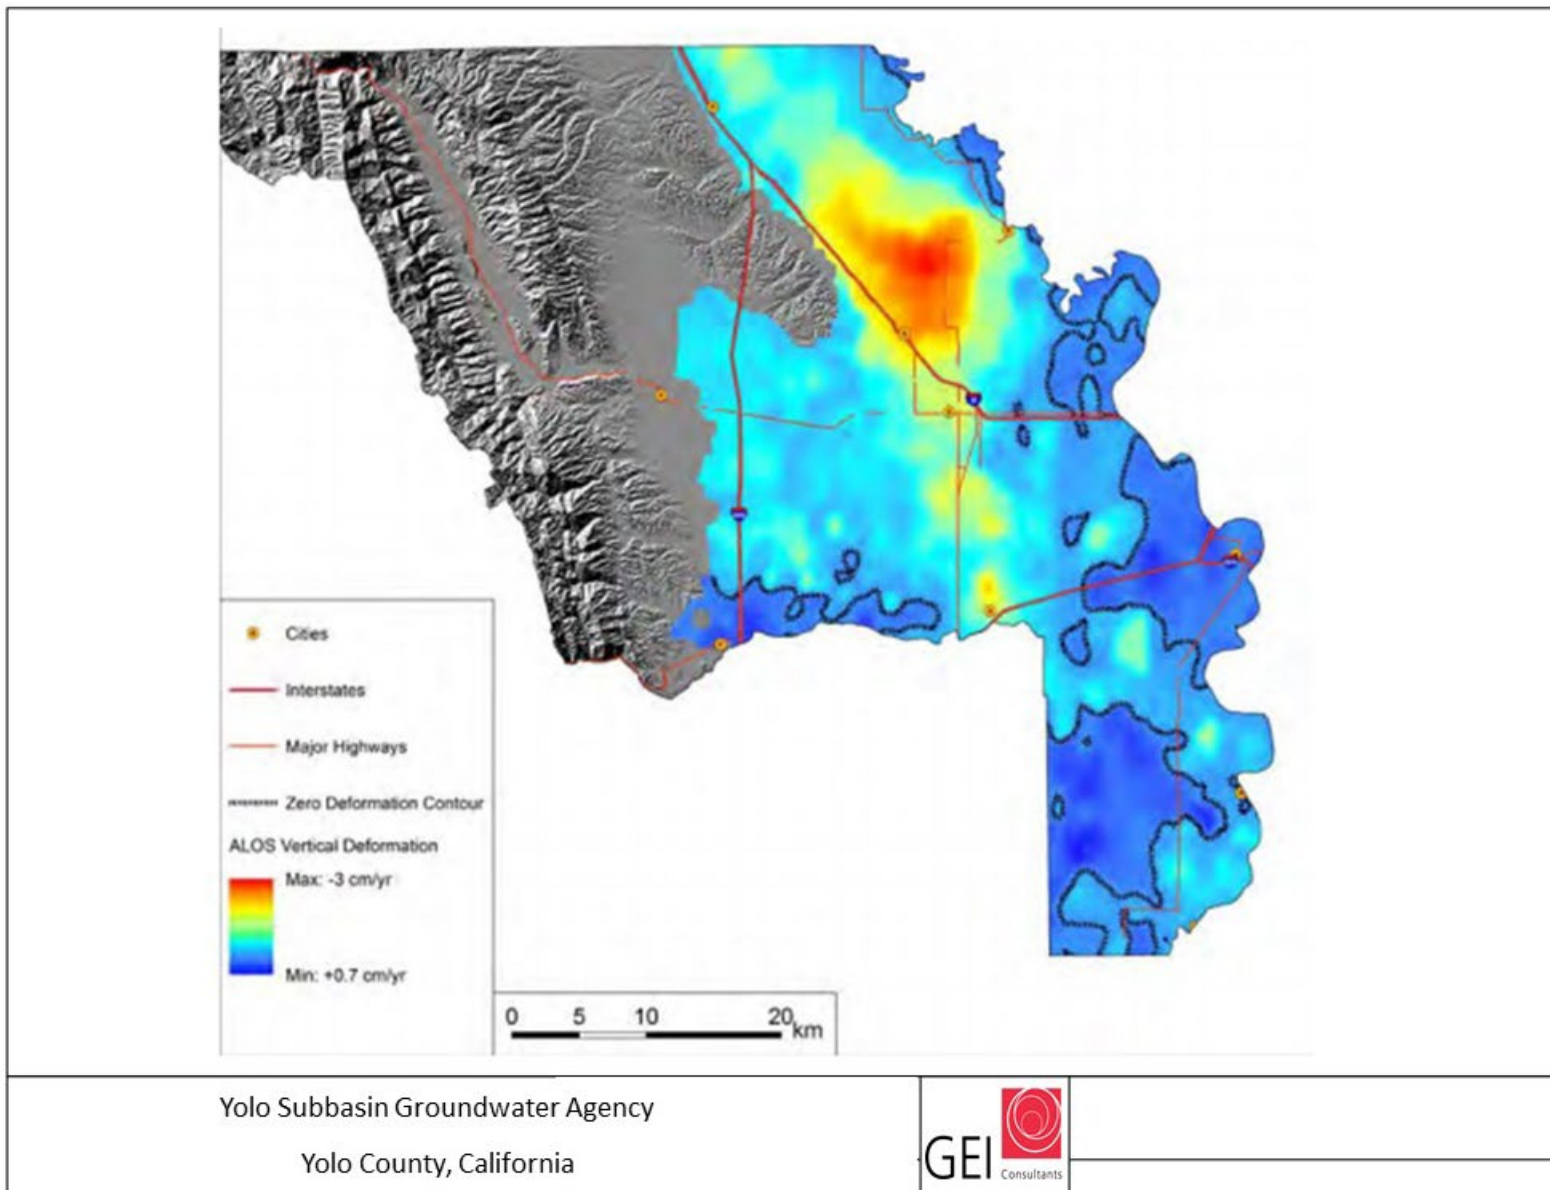 Cities
Interstates
Major Highways
Zero Deformation Contour
ALOS Vertical Deformation
Max: -3 cm/yr
Min: +0.7 cm/yr
0 5 10 20 km
Yolo Subbasin Groundwater Agency
Yolo County, California
GEI Consultants